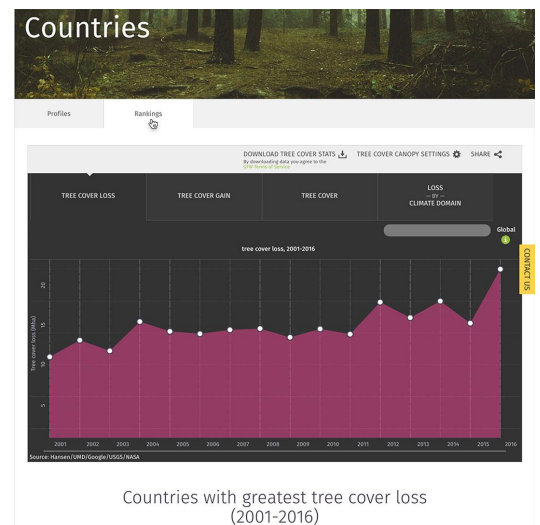 Countries
Profiles
Rankings
DOWNLOAD TREE COVER STATS
By downloading data you agree to the
GFW Terms of Service
TREE COVER CANOPY SETTINGS
SHARE
TREE COVER LOSS
TREE COVER GAIN
TREE COVER
LOSS
— BY —
CLIMATE DOMAIN
Global
i
CONTACT US
tree cover loss, 2001-2016
Tree cover loss (Mha)
20
15
10
5
2001 2002 2003 2004 2005 2006 2007 2008 2009 2010 2011 2012 2013 2014 2015 2016
Source: Hansen/UMD/Google/USGS/NASA
Countries with greatest tree cover loss
(2001-2016)